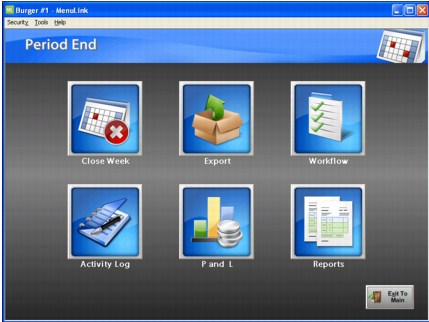 Burger #1 - MenuLink
Security Tools Help
Period End
Close Week Export Workflow
Activity Log P and L Reports
Exit To
Main